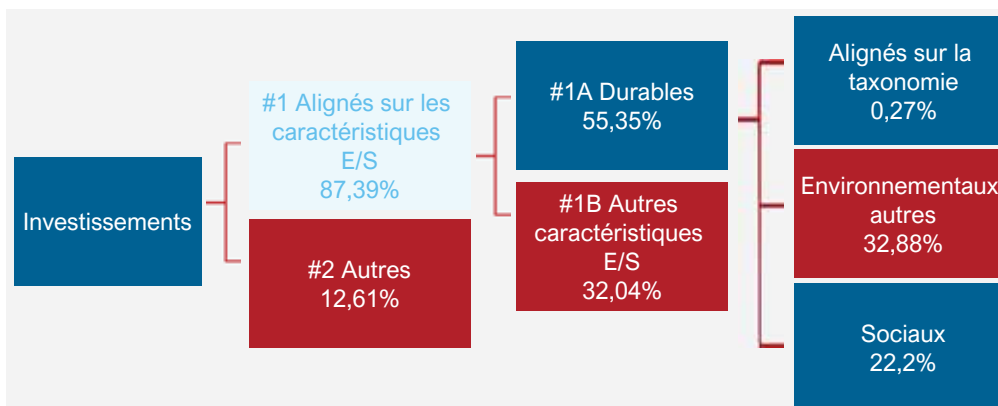 Investissements
#1 Alignés sur les
caractéristiques
E/S
87,39%
#2 Autres
12,61%
#1A Durables
55,35%
#1B Autres
caractéristiques
E/S
32,04%
Alignés sur la
taxonomie
0,27%
Environnementaux
autres
32,88%
Sociaux
22,2%